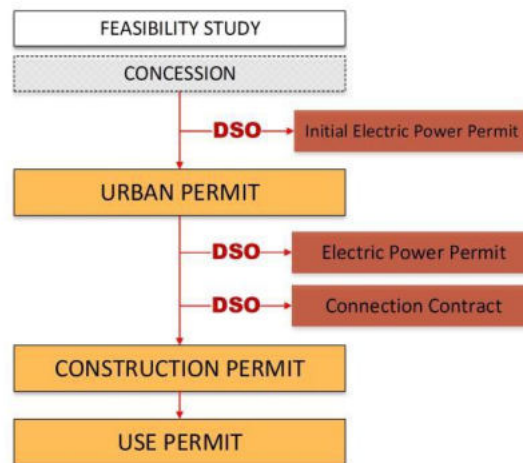 FEASIBILITY STUDY
CONCESSION
DSO
Initial Electric Power Permit
URBAN PERMIT
DSO
Electric Power Permit
DSO
Connection Contract
CONSTRUCTION PERMIT
USE PERMIT